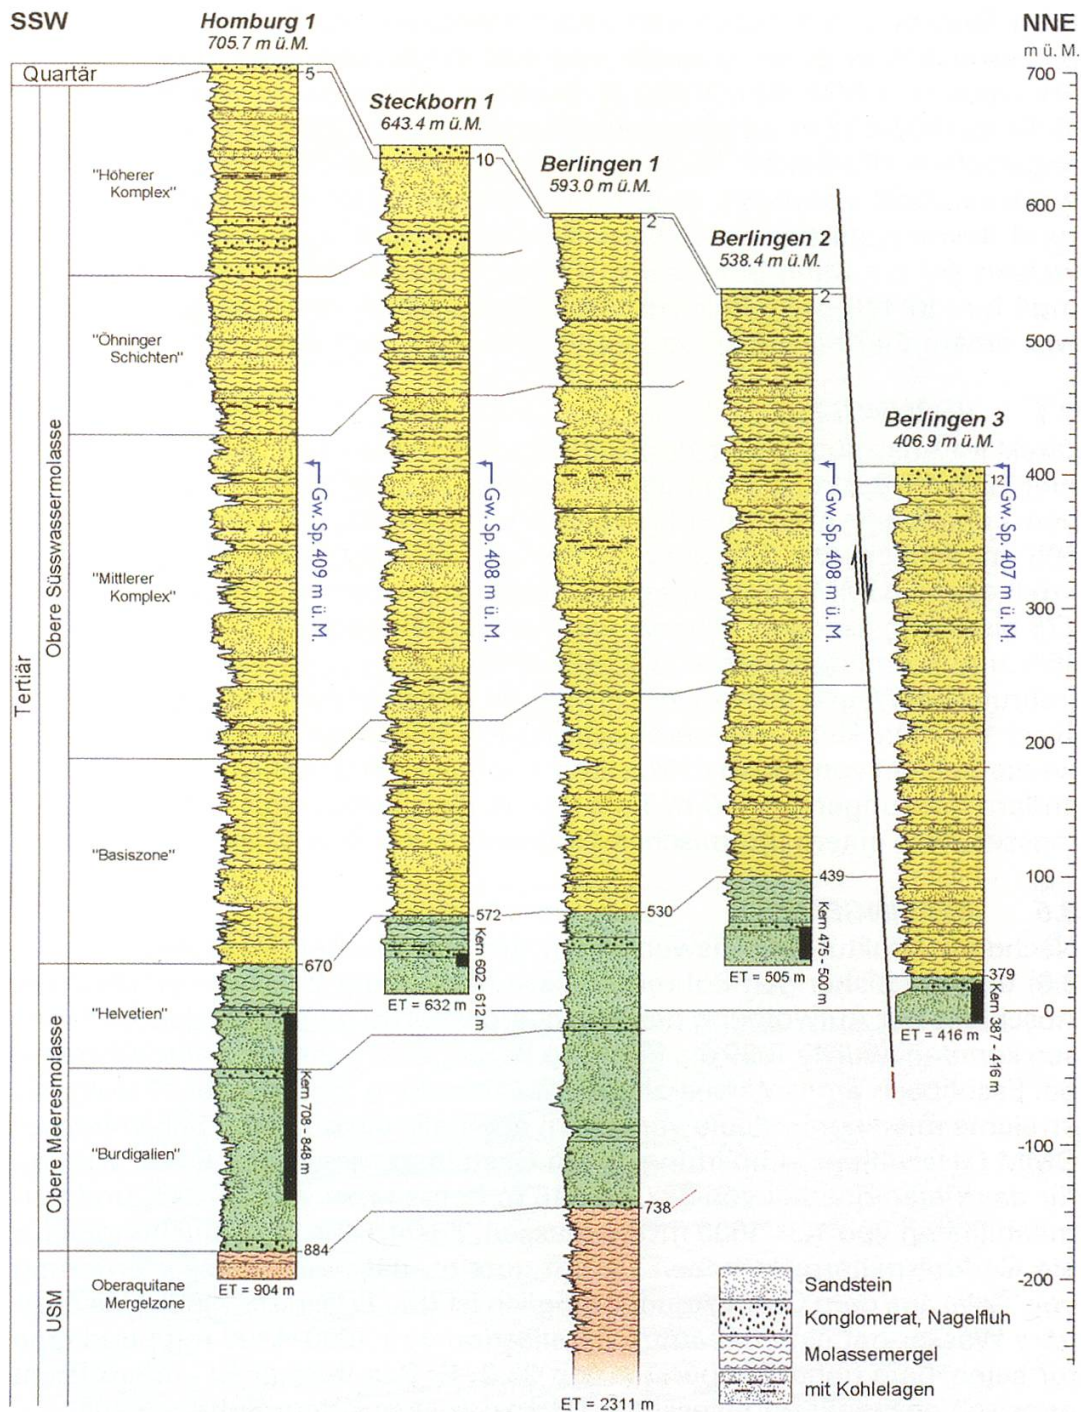 SSW
NNE
m ü. M.
Homburg 1
705.7 m ü.M.
Steckborn 1
643.4 m ü.M.
Berlingen 1
593.0 m ü.M.
Berlingen 2
538.4 m ü.M.
Berlingen 3
406.9 m ü.M.
Quartär
Tertiär
Obere Süsswassermolasse
Obere Meeresmolasse
USM
"Höherer
Komplex"
"Öhninger
Schichten"
"Mittlerer
Komplex"
"Basiszone"
"Helvetien"
"Burdigalien"
Oberaquitane
Mergelzone
5
10
2
2
12
Gw. Sp. 409 m ü. M.
Gw. Sp. 408 m ü. M.
Gw. Sp. 408 m ü. M.
Gw. Sp. 407 m ü. M.
670
572
530
439
379
884
738
Kern 708 - 848 m
Kern 602 - 612 m
Kern 475 - 500 m
Kern 387 - 416 m
ET = 904 m
ET = 632 m
ET = 2311 m
ET = 505 m
ET = 416 m
700
600
500
400
300
200
100
0
-100
-200
Sandstein
Konglomerat, Nagelfluh
Molassemergel
mit Kohlelagen